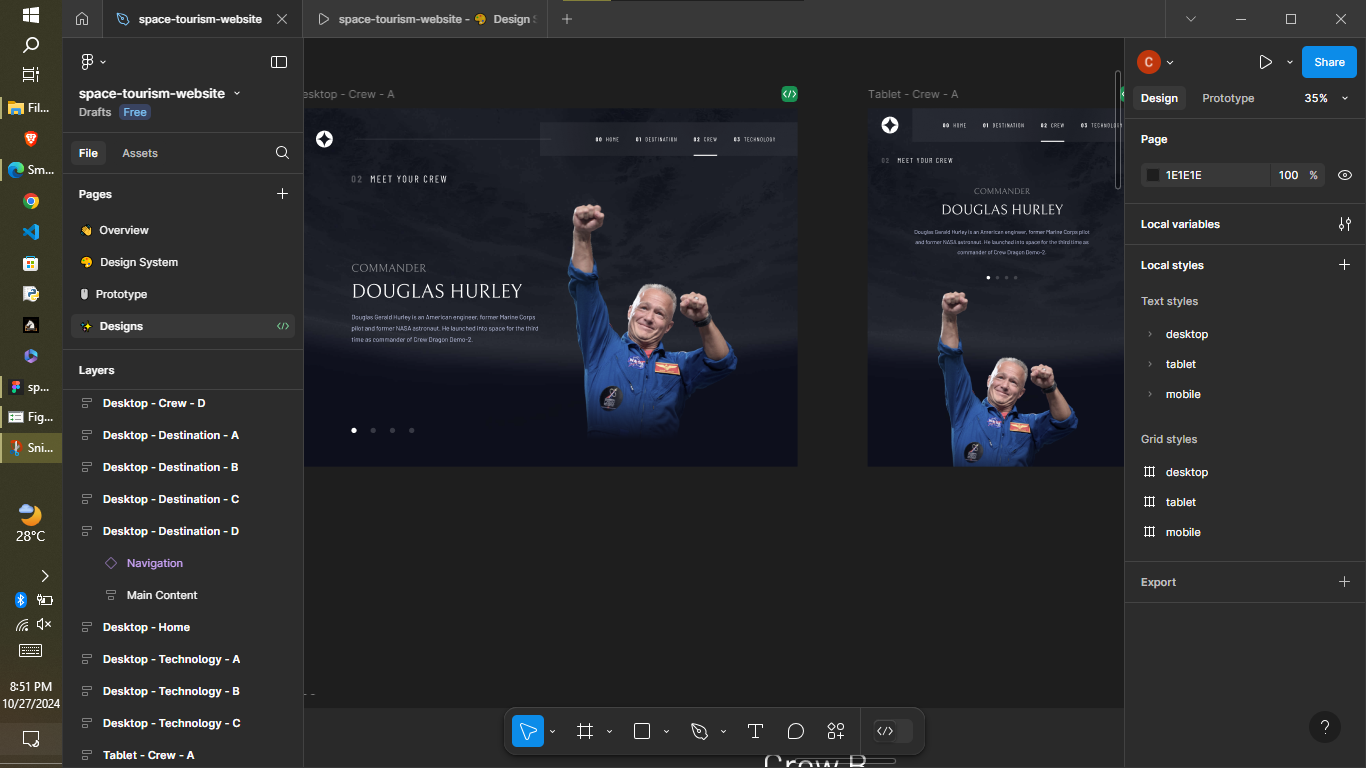 space-tourism-website
space-tourism-website - Design S
space-tourism-website
Drafts Free
File Assets
Pages
Overview
Design System
Prototype
Designs
Layers
Desktop - Crew - D
Desktop - Destination - A
Desktop - Destination - B
Desktop - Destination - C
Desktop - Destination - D
Navigation
Main Content
Desktop - Home
Desktop - Technology - A
Desktop - Technology - B
Desktop - Technology - C
Tablet - Crew - A
Fil...
Sm...
sp...
Fig...
Sni...
28°C
8:51 PM
10/27/2024
esktop - Crew - A
00 HOME 01 DESTINATION 02 CREW 03 TECHNOLOGY
02 MEET YOUR CREW
COMMANDER
DOUGLAS HURLEY
Douglas Gerald Hurley is an American engineer, former Marine Corps
pilot and former NASA astronaut. He launched into space for the third
time as commander of Crew Dragon Demo-2.
Tablet - Crew - A
00 HOME 01 DESTINATION 02 CREW 03 TECHNOLOGY
02 MEET YOUR CREW
COMMANDER
DOUGLAS HURLEY
Douglas Gerald Hurley is an American engineer, former Marine Corps pilot
and former NASA astronaut. He launched into space for the third time as
commander of Crew Dragon Demo-2.
Crew B
C
Share
Design Prototype 35%
Page
1E1E1E 100 %
Local variables
Local styles
Text styles
desktop
tablet
mobile
Grid styles
desktop
tablet
mobile
Export
?